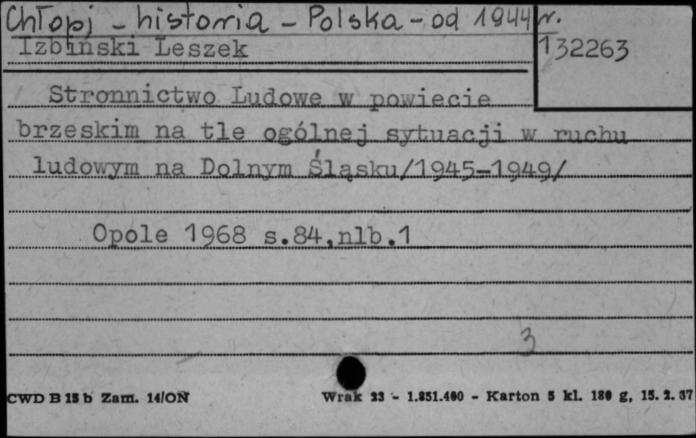 Chłopi - historia - Polska - od 1944 r.
Izbiński Leszek
132263
Stronnictwo Ludowe w powiecie
brzeskim na tle ogólnej sytuacji w ruchu
ludowym na Dolnym Śląsku/1945-1949/
Opole 1968 s.84,nlb.1
3
CWD B 15 b Zam. 14/ON
Wrak 23 - 1.851.400 - Karton 5 kl. 180 g, 15. 2. 67